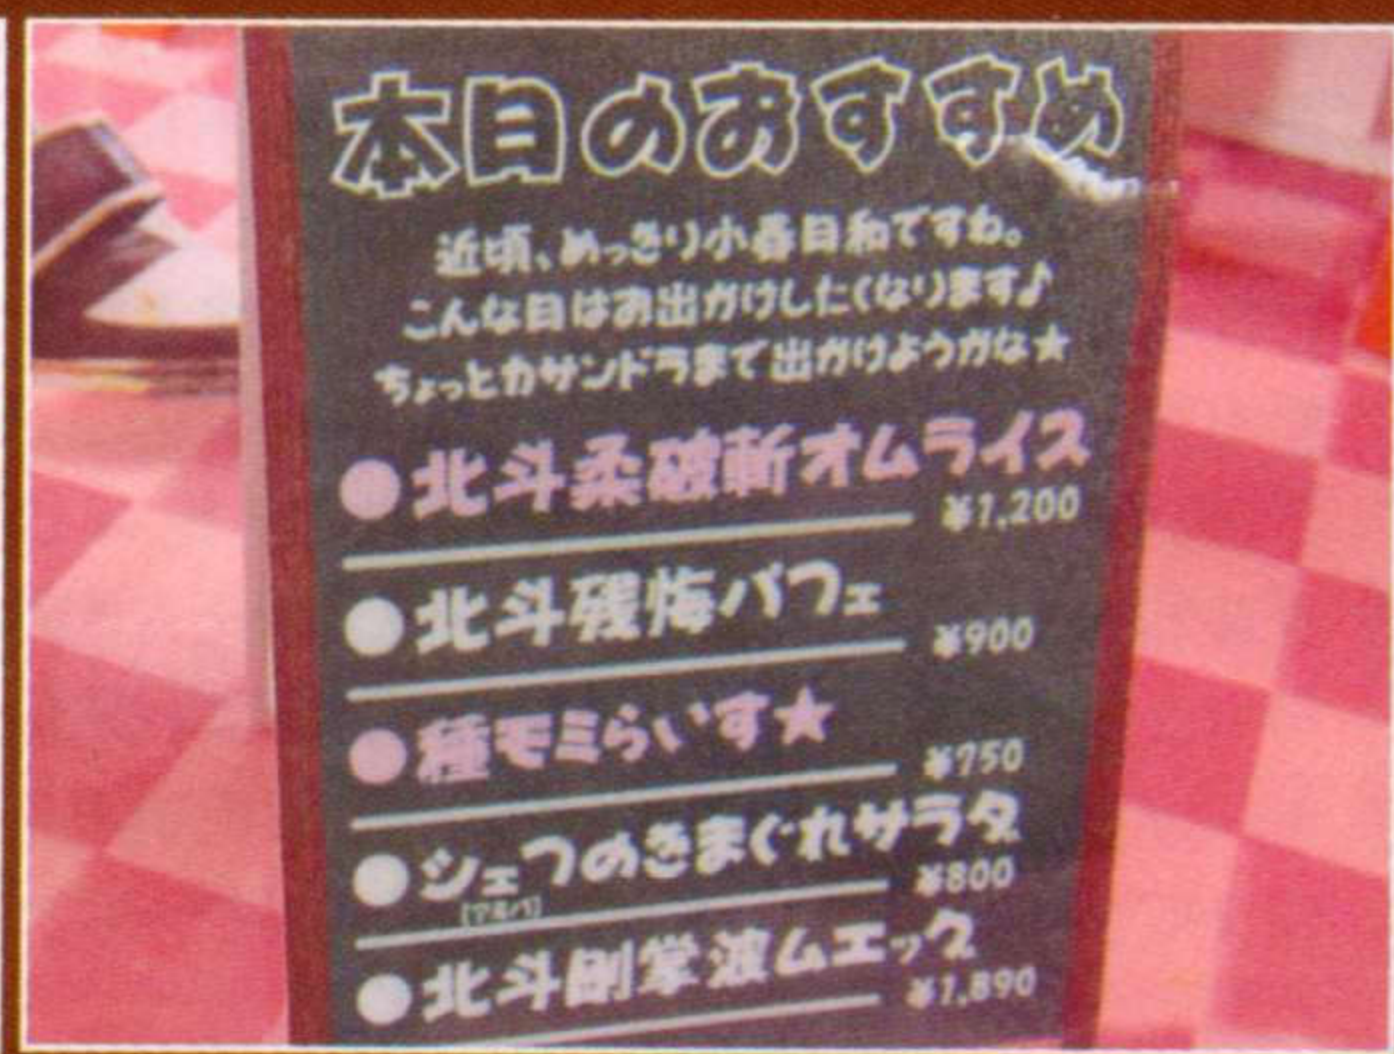 本日のおすすめ
近頃、めっきり小春日和ですね。
こんな日はお出かけしたくなります♪
ちょっとカサンドラまで出かけようかな★
●北斗柔破斬オムライス
¥1,200
●北斗残悔パフェ
¥900
●種モミらいす★
¥750
●シェフのきまぐれサラダ
[アミバ]
¥800
●北斗剛掌波ムエック
¥1,890